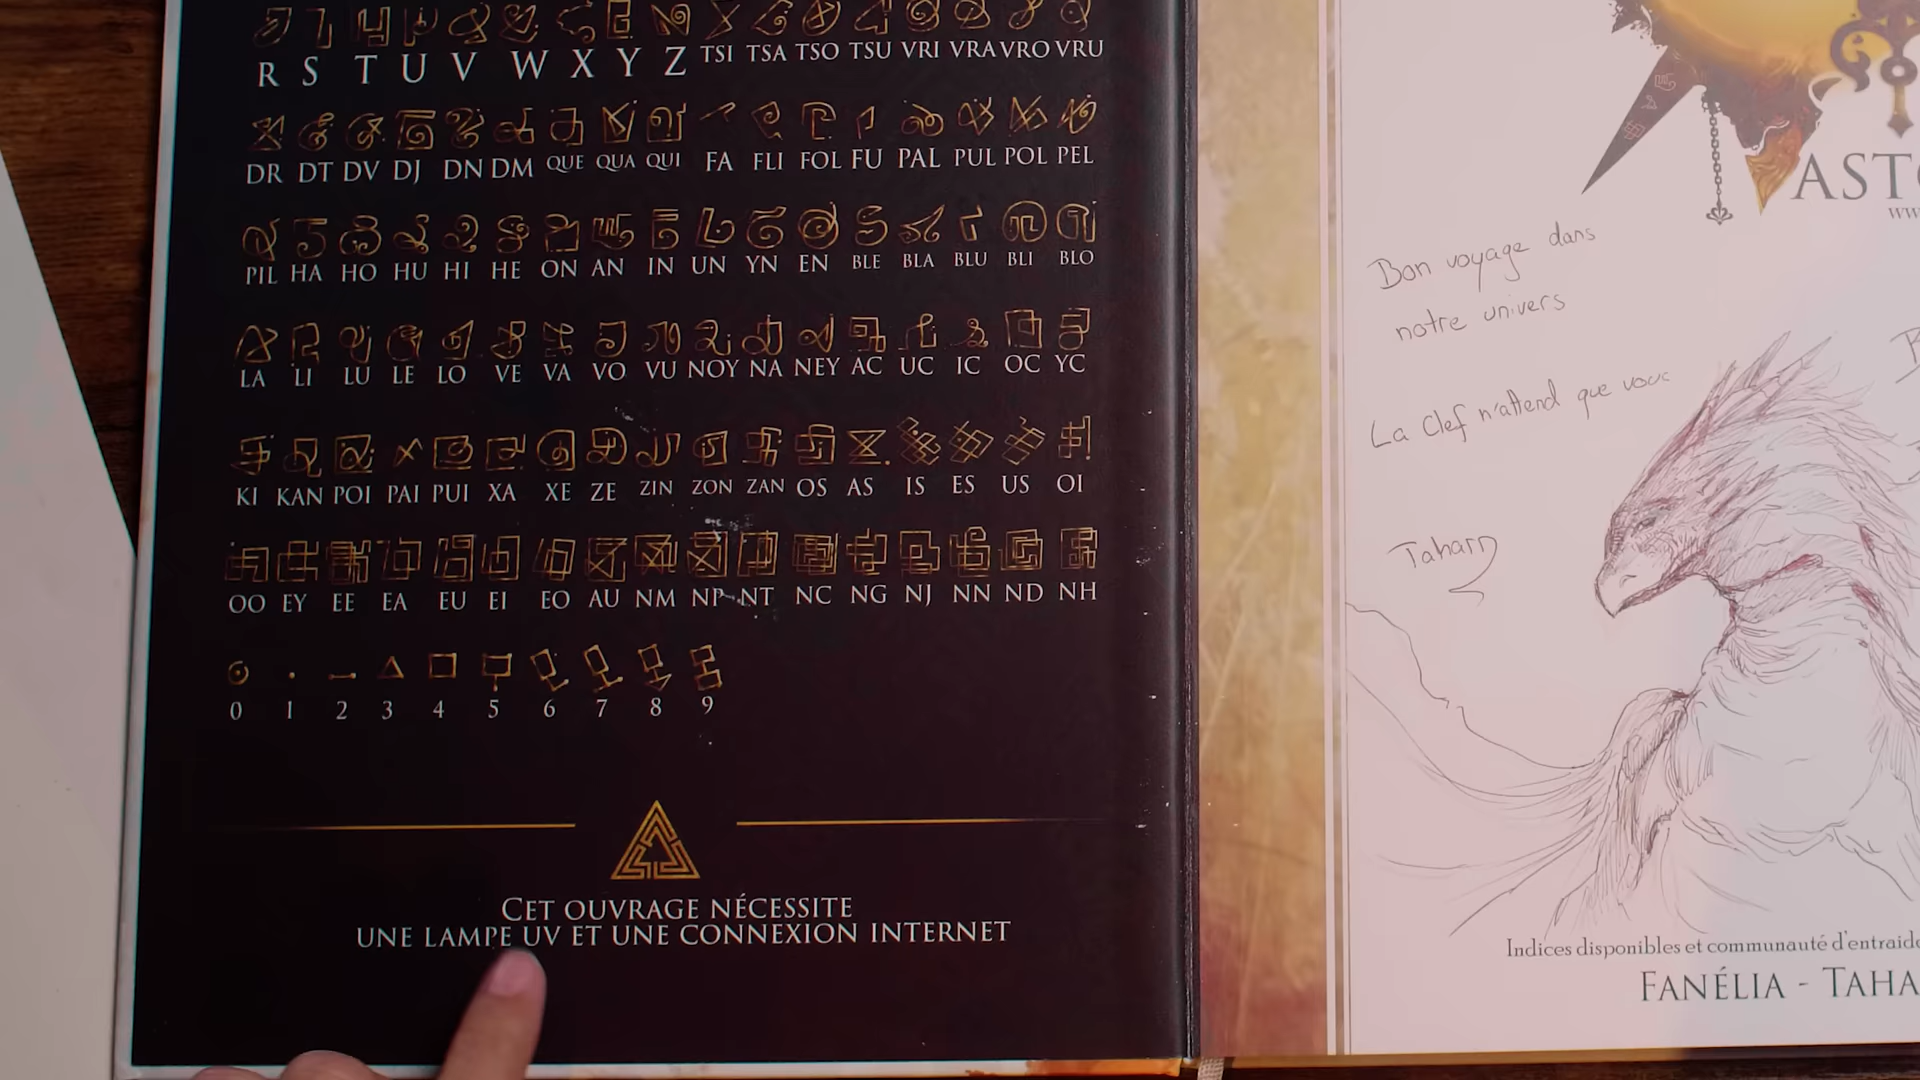 R S T U V W X Y Z TSI TSA TSO TSU VRI VRA VRO VRU
DR DT DV DJ DN DM QUE QUA QUI FA FLI FOL FU PAL PUL POL PEL
PIL HA HO HU HI HE ON AN IN UN YN EN BLE BLA BLU BLI BLO
LA LI LU LE LO VE VA VO VU NOY NA NEY AC UC IC OC YC
KI KAN POI PAI PUI XA XE ZE ZIN ZON ZAN OS AS IS ES US OI
OO EY EE EA EU EI EO AU NM NP NT NC NG NJ NN ND NH
0 1 2 3 4 5 6 7 8 9
CET OUVRAGE NÉCESSITE
UNE LAMPE UV ET UNE CONNEXION INTERNET
Bon voyage dans
notre univers
La Clef n'attend que vous
Taharn
Indices disponibles et communauté
FANÉLIA -